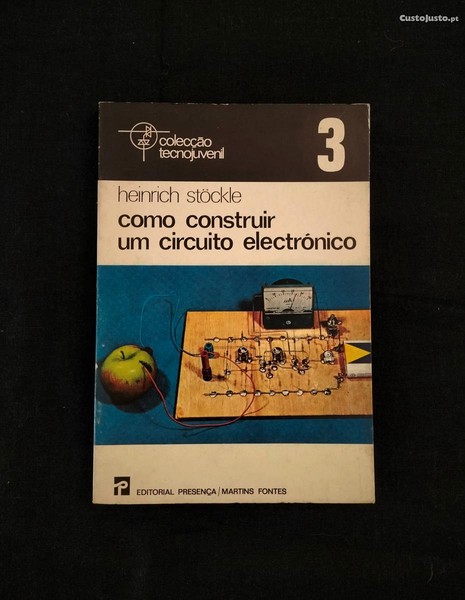 CustoJusto.pt
colecção
tecnojuvenil
3
heinrich stöckle
como construir
um circuito electrónico
EDITORIAL PRESENÇA/MARTINS FONTES